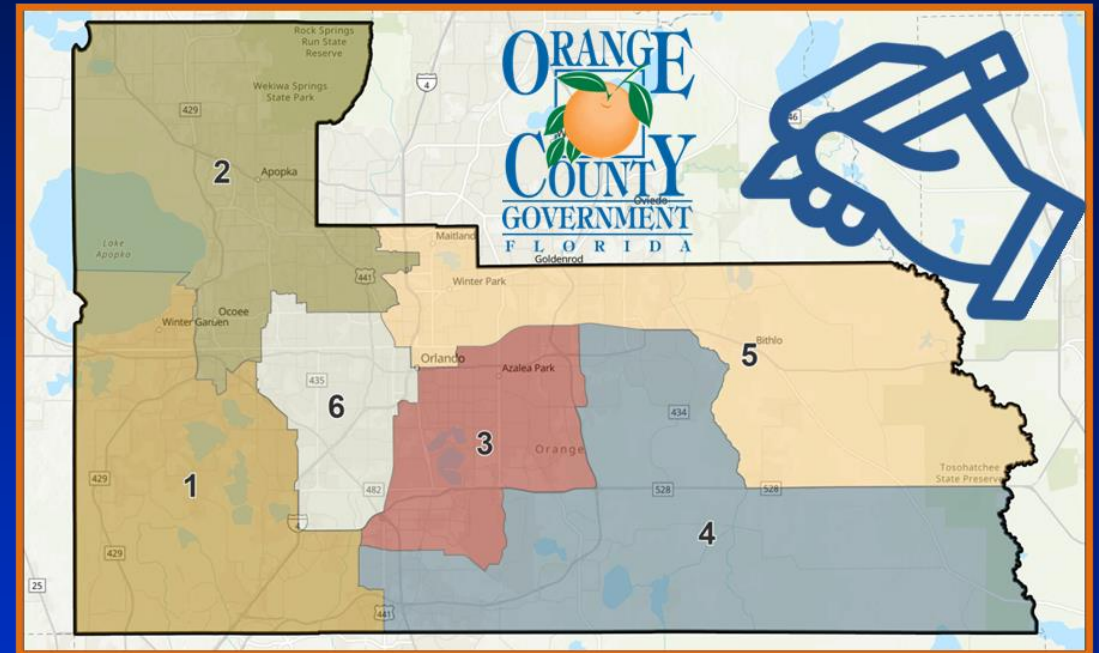 Rock Springs
Run State
Reserve
Wekiwa Springs
State Park
4
429
2
Apopka
ORANGE
COUNTY
GOVERNMENT
FLORIDA
46
Oviedo
Goldenrod
Lake
Apopka
441
Maitland
Winter Park
Ocoee
Winter Garden
Orlando
Azalea Park
5
Bithlo
435
6
434
3
Orange
1
429
482
528
528
Tosohatchee
State Preserve
4
4
429
25
441